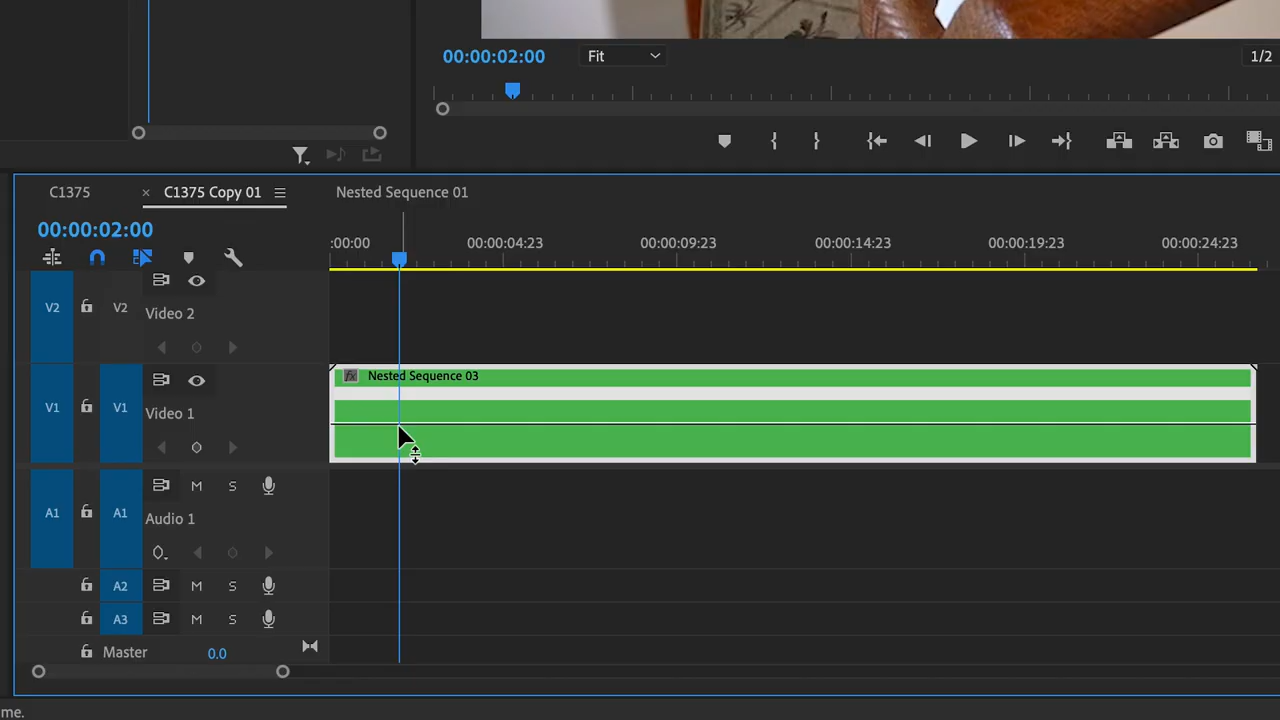 00:00:02:00 Fit 1/2
C1375 × C1375 Copy 01 Nested Sequence 01
00:00:02:00
:00:00 00:00:04:23 00:00:09:23 00:00:14:23 00:00:19:23 00:00:24:23
V2 V2 Video 2
fx Nested Sequence 03
V1 V1 Video 1
A1 A1 M S
Audio 1
A2 M S
A3 M S
Master 0.0
me.